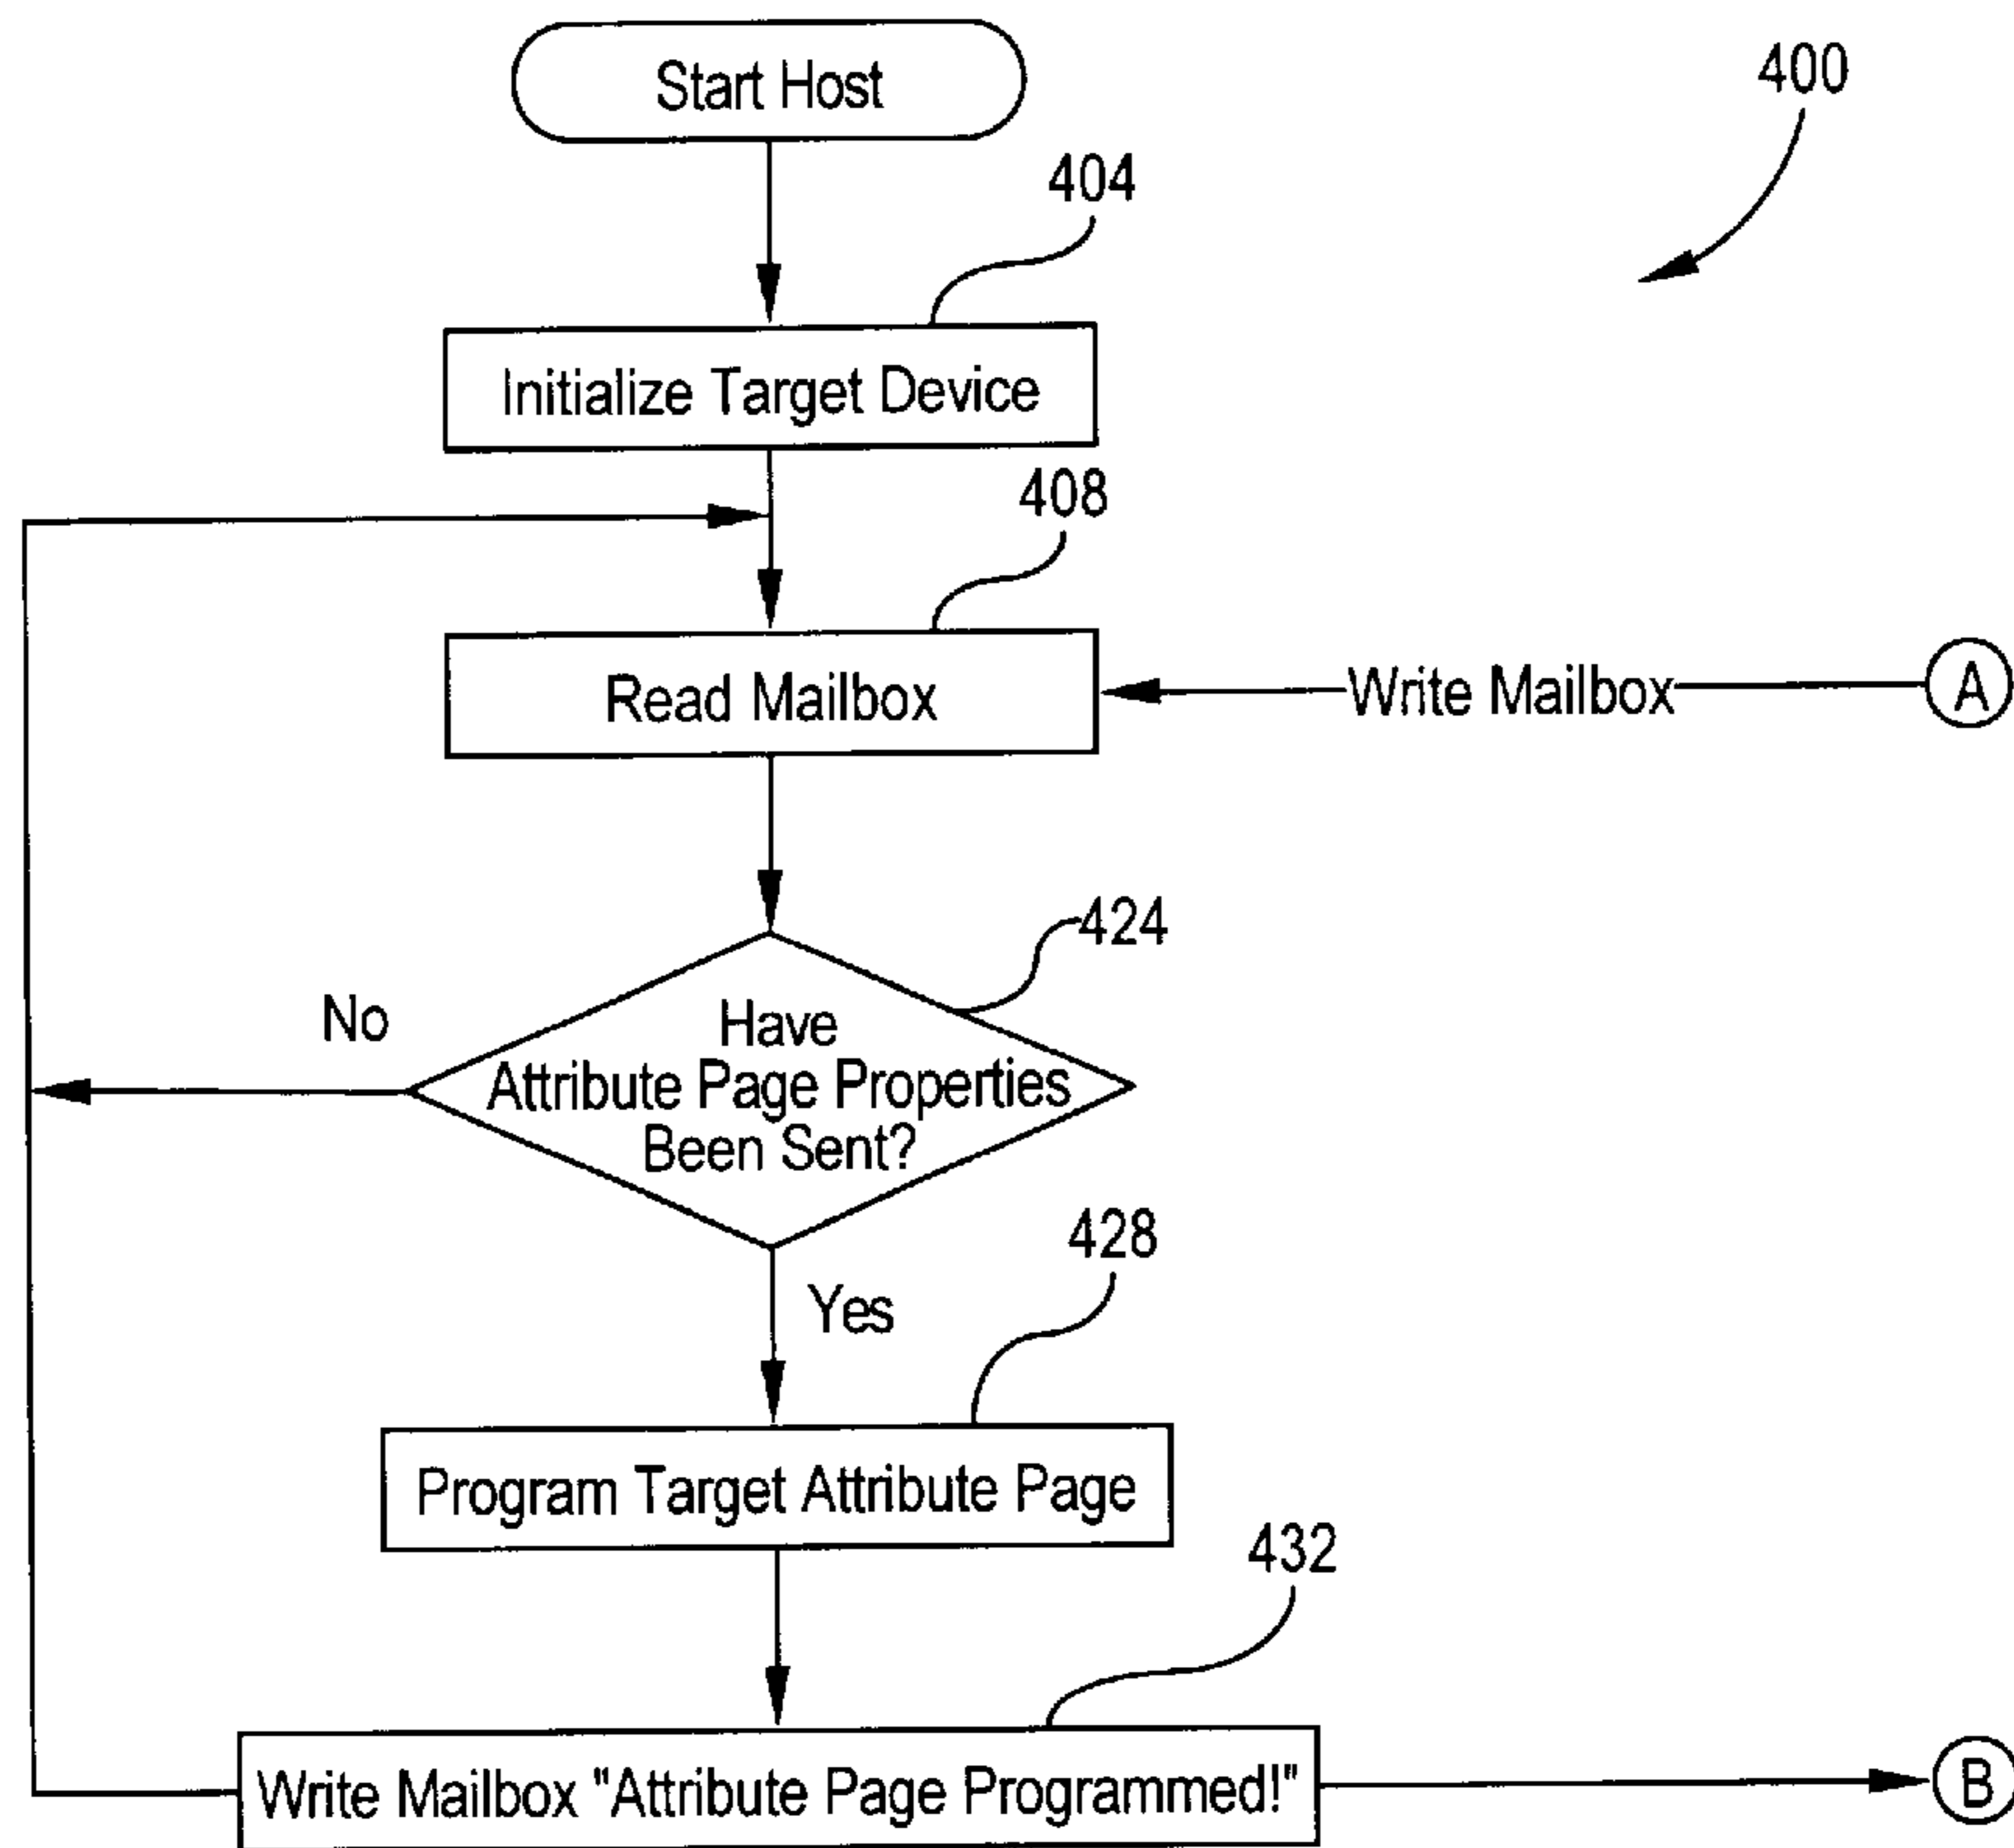 Start Host
400
404
Initialize Target Device
408
Read Mailbox
Write Mailbox
A
424
No
Have
Attribute Page Properties
Been Sent?
428
Yes
Program Target Attribute Page
432
Write Mailbox "Attribute Page Programmed!"
B